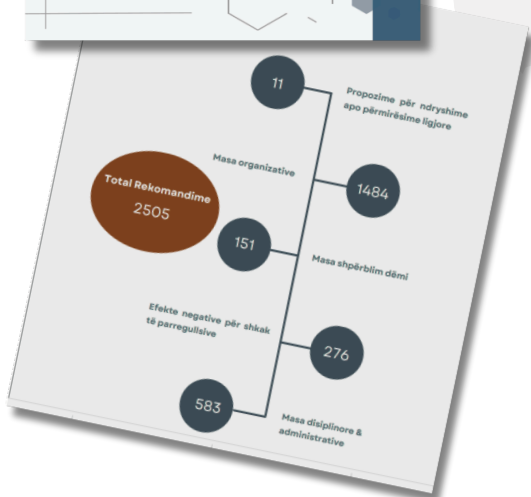 11
Propozime për ndryshime
apo përmirësime ligjore
Masa organizative
1484
Total Rekomandime
2505
151
Masa shpërblim dëmi
Efekte negative për shkak
të parregullsive
276
583
Masa disiplinore &
administrative